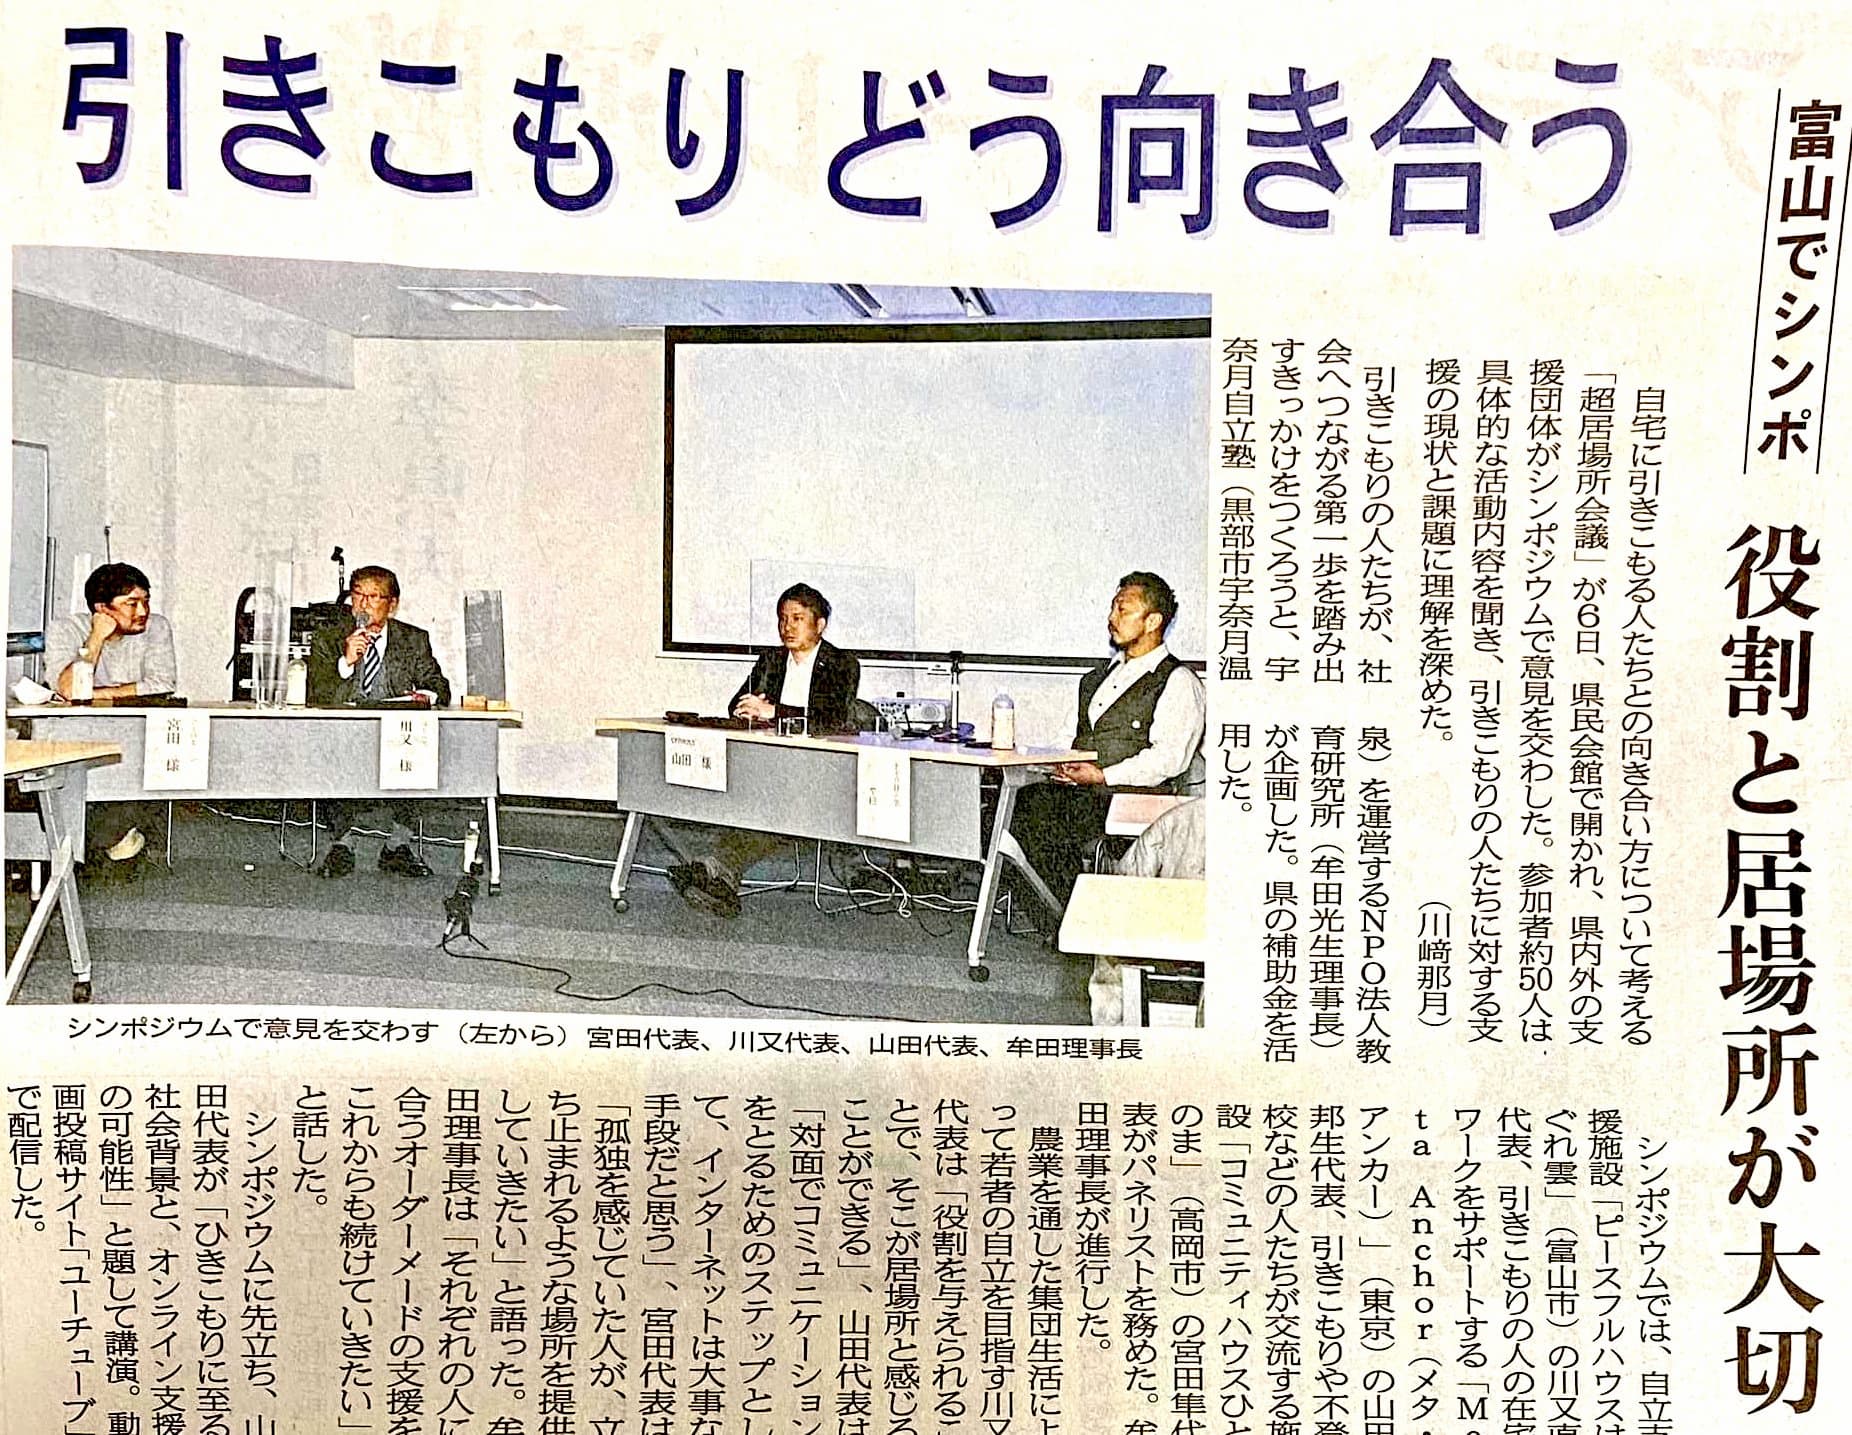 引きこもり どう向き合う
富山でシンポ
役割と居場所が大切
自宅に引きこもる人たちとの向き合い方について考える
「超居場所会議」が6日、県民会館で開かれ、県内外の支
援団体がシンポジウムで意見を交わした。参加者約50人は
具体的な活動内容を聞き、引きこもりの人たちに対する支
援の現状と課題に理解を深めた。
（川﨑那月）
引きこもりの人たちが、社
会へつながる第一歩を踏み出
すきっかけをつくろうと、宇
奈月自立塾（黒部市宇奈月温
泉）を運営するNPO法人教
育研究所（牟田光生理事長）
が企画した。県の補助金を活
用した。
宮田 様
川又 様
山田 様
シンポジウムで意見を交わす（左から）宮田代表、川又代表、山田代表、牟田理事長
シンポジウムでは、自立支
援施設「ピースフルハウスは
ぐれ雲」（富山市）の川又直
代表、引きこもりの人の在宅
ワークをサポートする「Me
ta Anchor（メタ・
アンカー）」（東京）の山田
邦生代表、引きこもりや不登
校などの人たちが交流する施
設「コミュニティハウスひと
のま」（高岡市）の宮田隼代
表がパネリストを務めた。牟
田理事長が進行した。
農業を通した集団生活によ
って若者の自立を目指す川又
代表は「役割を与えられるこ
とで、そこが居場所と感じる
ことができる」、山田代表は
「対面でコミュニケーション
をとるためのステップとし
て、インターネットは大事な
手段だと思う」、宮田代表は
「孤独を感じていた人が、立
ち止まれるような場所を提供
していきたい」と語った。牟
田理事長は「それぞれの人に
合うオーダーメードの支援を
これからも続けていきたい」
と話した。
シンポジウムに先立ち、山
田代表が「ひきこもりに至る
社会背景と、オンライン支援
の可能性」と題して講演。動
画投稿サイト「ユーチューブ」
で配信した。